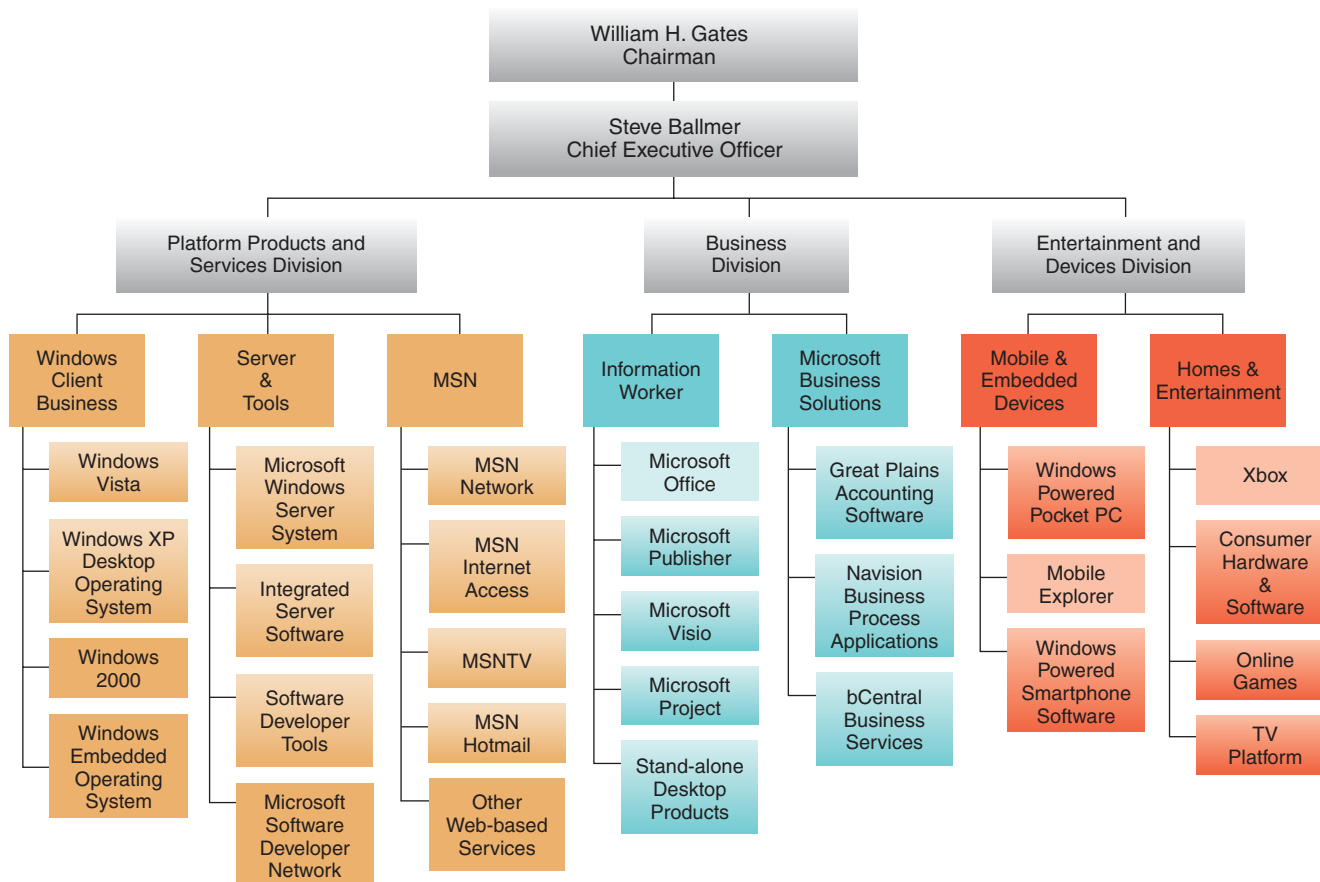 William H. Gates
Chairman
Steve Ballmer
Chief Executive Officer
Platform Products and
Services Division
Business
Division
Entertainment and
Devices Division
Windows
Client
Business
Server
&
Tools
MSN
Information
Worker
Microsoft
Business
Solutions
Mobile &
Embedded
Devices
Homes &
Entertainment
Windows
Vista
Windows XP
Desktop
Operating
System
Windows
2000
Windows
Embedded
Operating
System
Microsoft
Windows
Server
System
Integrated
Server
Software
Software
Developer
Tools
Microsoft
Software
Developer
Network
MSN
Network
MSN
Internet
Access
MSNTV
MSN
Hotmail
Other
Web-based
Services
Microsoft
Office
Microsoft
Publisher
Microsoft
Visio
Microsoft
Project
Stand-alone
Desktop
Products
Great Plains
Accounting
Software
Navision
Business
Process
Applications
bCentral
Business
Services
Windows
Powered
Pocket PC
Mobile
Explorer
Windows
Powered
Smartphone
Software
Xbox
Consumer
Hardware
&
Software
Online
Games
TV
Platform